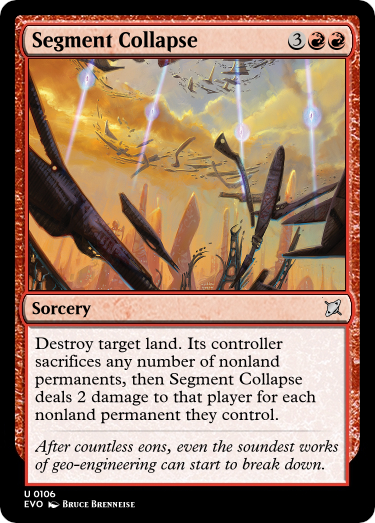 Segment Collapse 3
Sorcery
Destroy target land. Its controller
sacrifices any number of nonland
permanents, then Segment Collapse
deals 2 damage to that player for each
nonland permanent they control.
After countless eons, even the soundest works
of geo-engineering can start to break down.
U 0106
EVO Bruce Brenneise